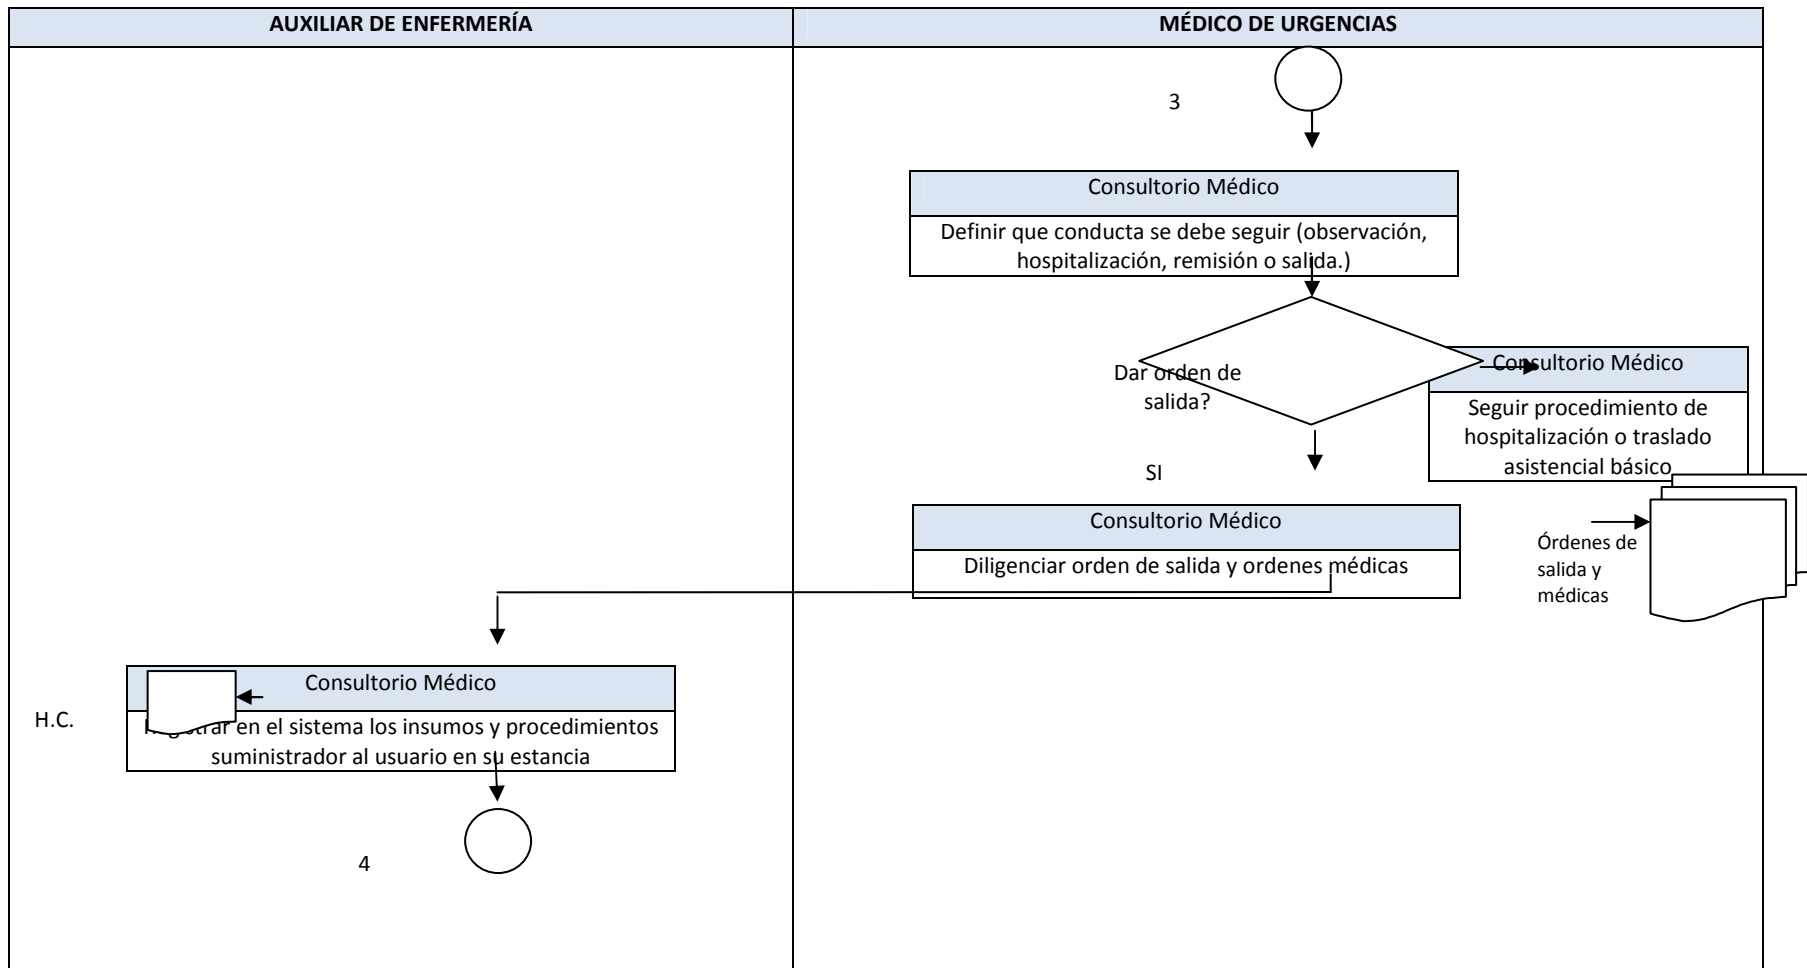 AUXILIAR DE ENFERMERÍA
MÉDICO DE URGENCIAS
3
Consultorio Médico
Definir que conducta se debe seguir (observación,
hospitalización, remisión o salida.)
Dar orden de
salida?
Consultorio Médico
Seguir procedimiento de
hospitalización o traslado
asistencial básico
SI
Consultorio Médico
Diligenciar orden de salida y ordenes médicas
Órdenes de
salida y
médicas
Consultorio Médico
H.C.
en el sistema los insumos y procedimientos
suministrador al usuario en su estancia
4